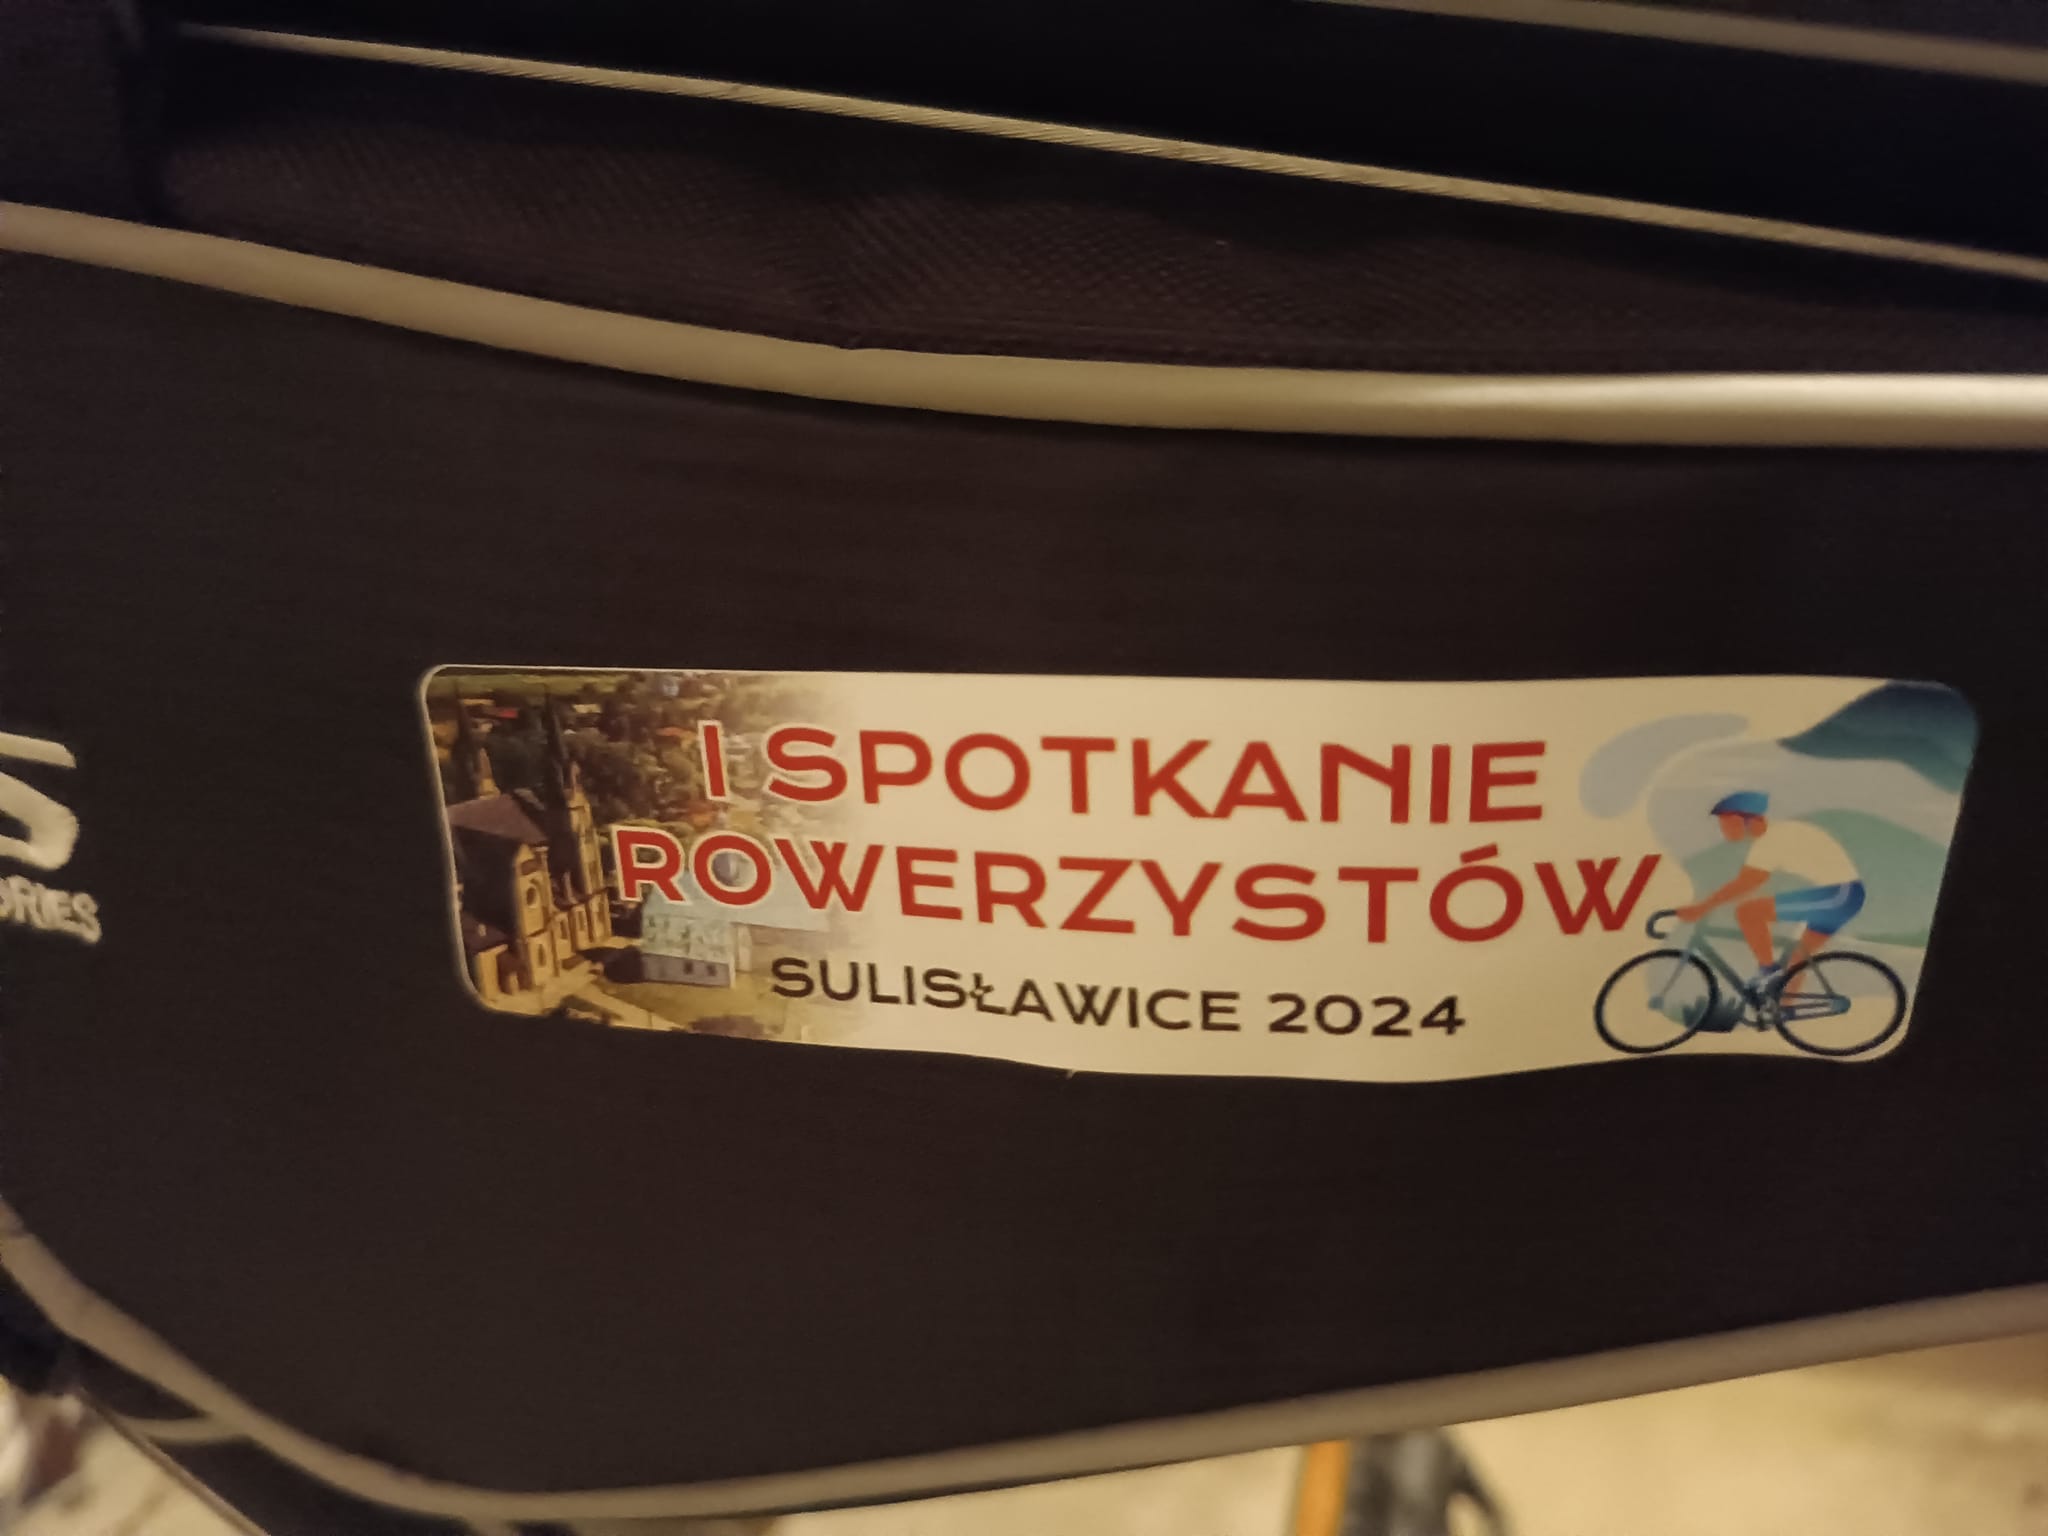 I SPOTKANIE
ROWERZYSTÓW
SULISŁAWICE 2024